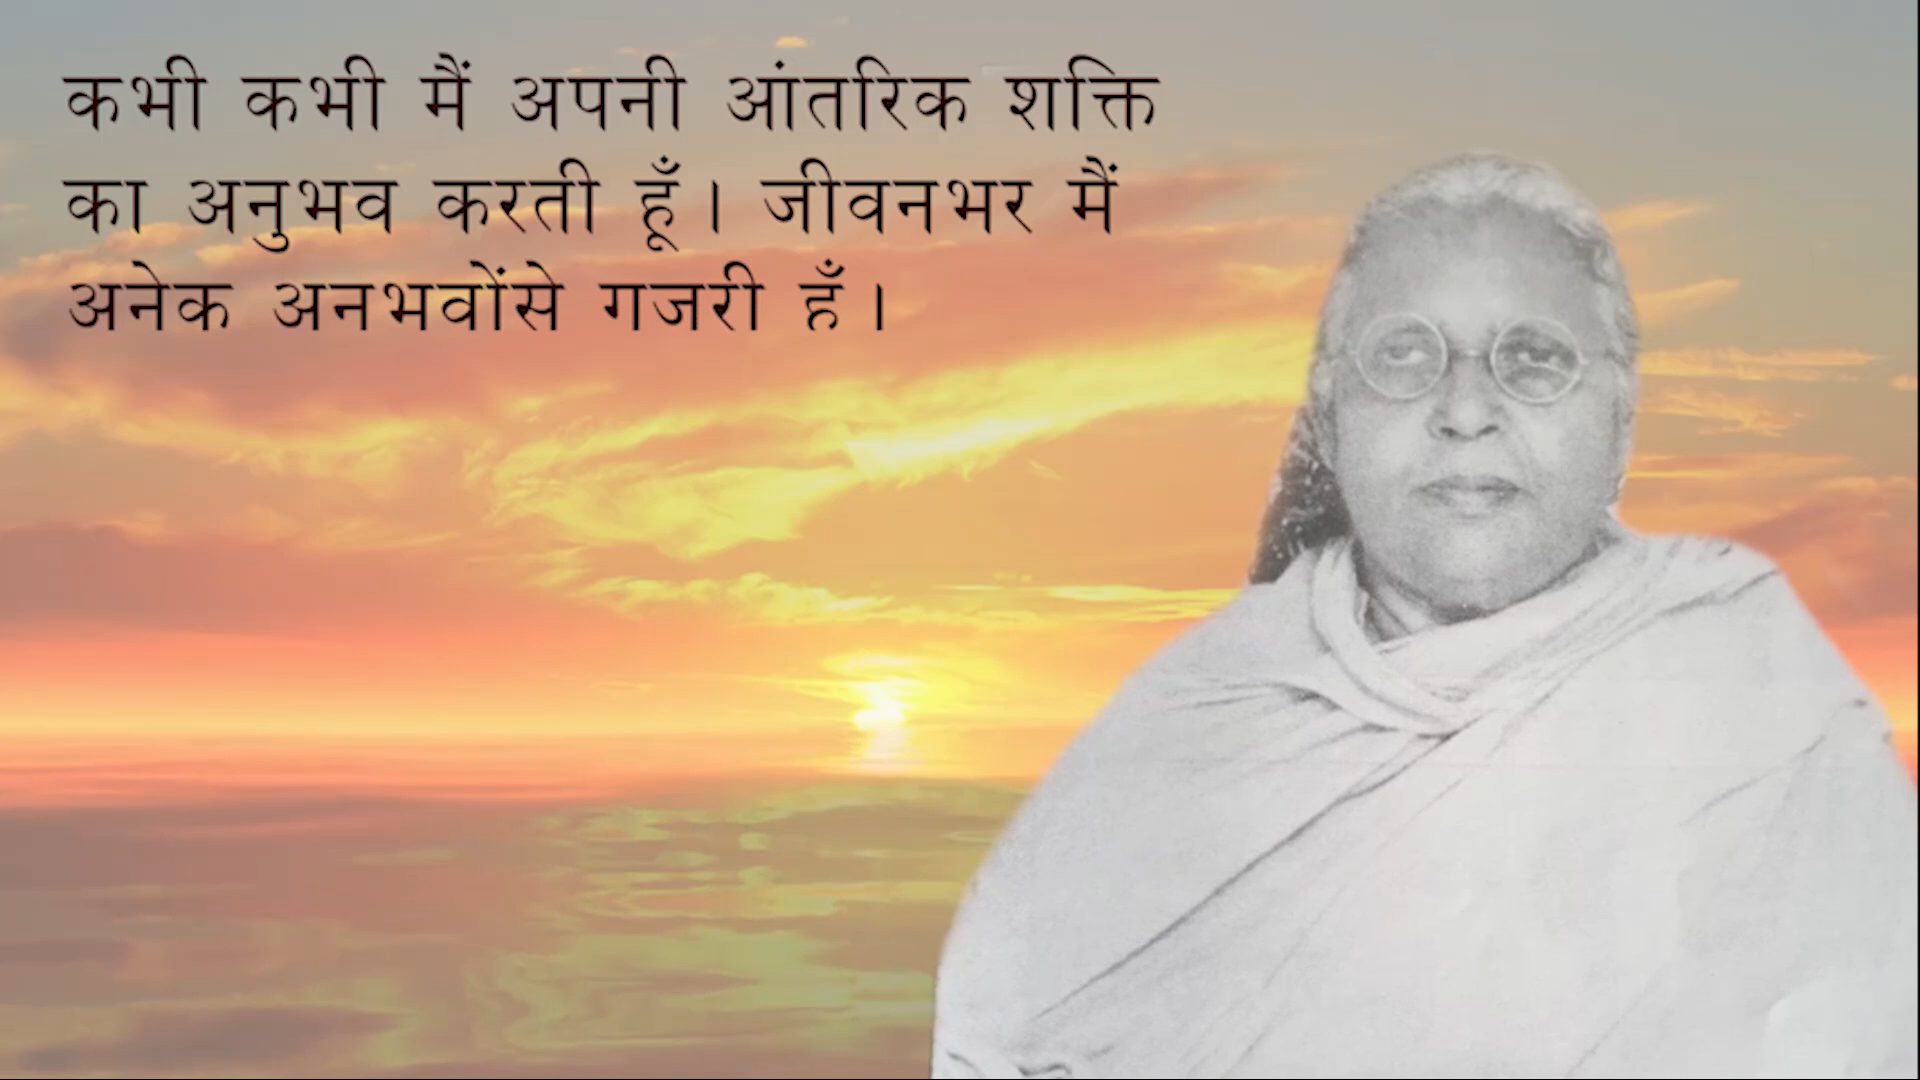 कभी कभी मैं अपनी आंतरिक शक्ति
का अनुभव करती हूँ। जीवनभर मैं
अनेक अनभवोंसे गजरी हँ।